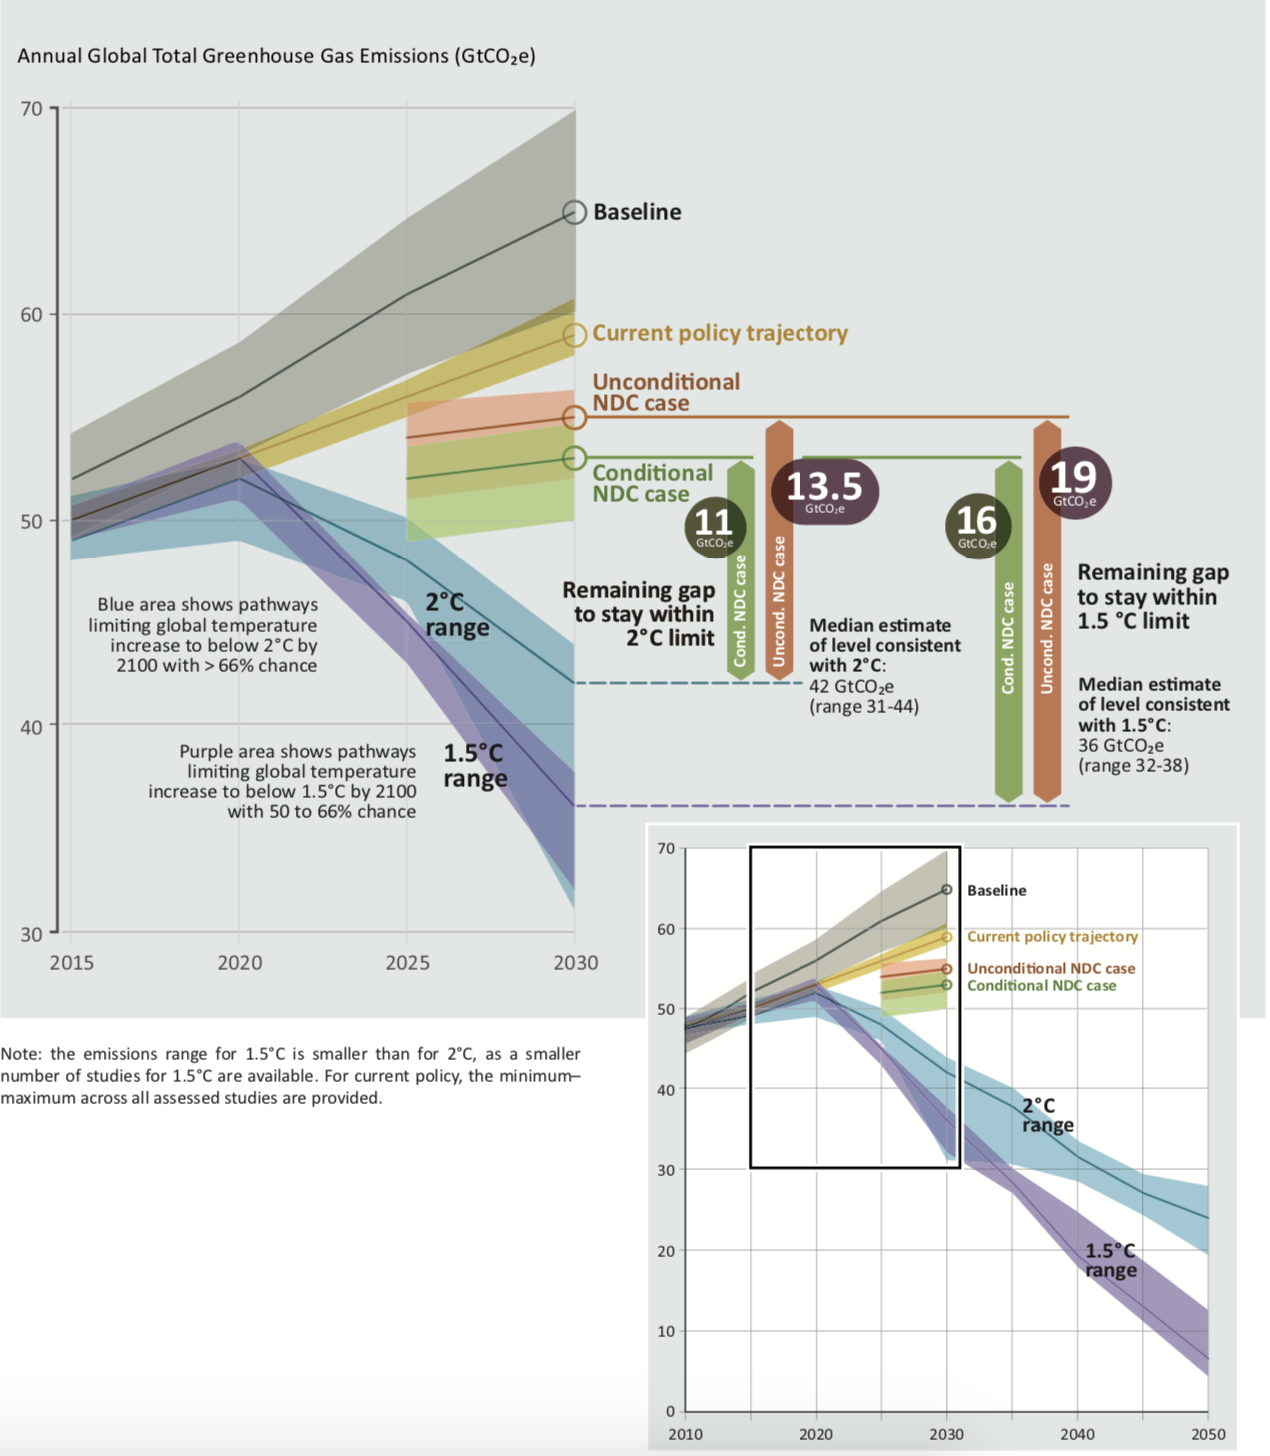 Annual Global Total Greenhouse Gas Emissions (GtCO₂e)
70
60
50
40
30
2015
2020
2025
2030
Baseline
Current policy trajectory
Unconditional
NDC case
Conditional
NDC case
2°C
range
1.5°C
range
Blue area shows pathways
limiting global temperature
increase to below 2°C by
2100 with > 66% chance
Purple area shows pathways
limiting global temperature
increase to below 1.5°C by 2100
with 50 to 66% chance
11
GtCO₂e
13.5
GtCO₂e
16
GtCO₂e
19
GtCO₂e
Cond. NDC case
Uncond. NDC case
Cond. NDC case
Uncond. NDC case
Remaining gap
to stay within
2°C limit
Median estimate
of level consistent
with 2°C:
42 GtCO₂e
(range 31-44)
Remaining gap
to stay within
1.5 °C limit
Median estimate
of level consistent
with 1.5°C:
36 GtCO₂e
(range 32-38)
70
60
50
40
30
20
10
0
2010
2020
2030
2040
2050
Baseline
Current policy trajectory
Unconditional NDC case
Conditional NDC case
2°C
range
1.5°C
range
Note: the emissions range for 1.5°C is smaller than for 2°C, as a smaller
number of studies for 1.5°C are available. For current policy, the minimum–
maximum across all assessed studies are provided.